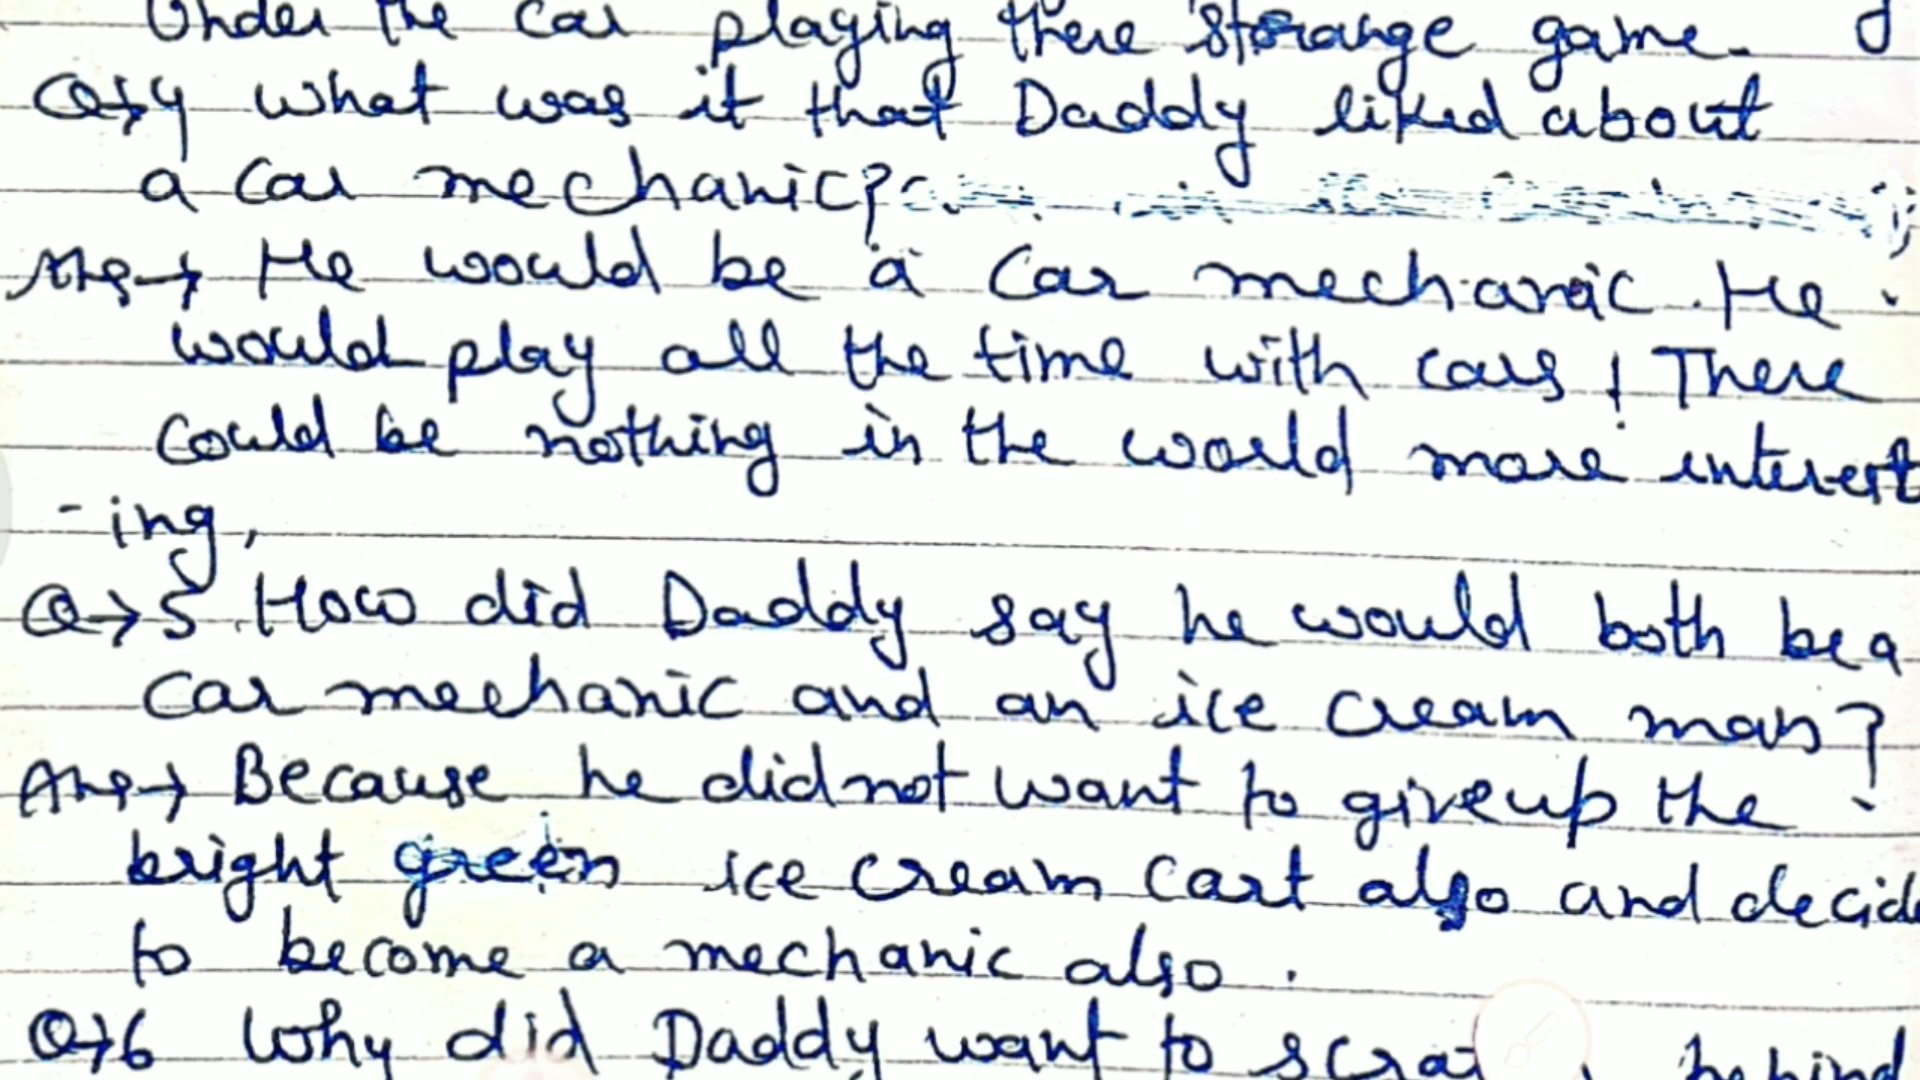 Under the car playing there strange game.
Q→4 what was it that Daddy liked about
a car mechanic?
Ans→ He would be a car mechanic. He
would play all the time with cars ! There
could be nothing in the world more interest
-ing,
Q→5. How did Daddy say he would both be a
car mechanic and an ice cream man?
Ans→ Because he did not want to giveup the
bright green ice cream cart also and decide
to become a mechanic also.
Q→6 Why did Daddy want to behind